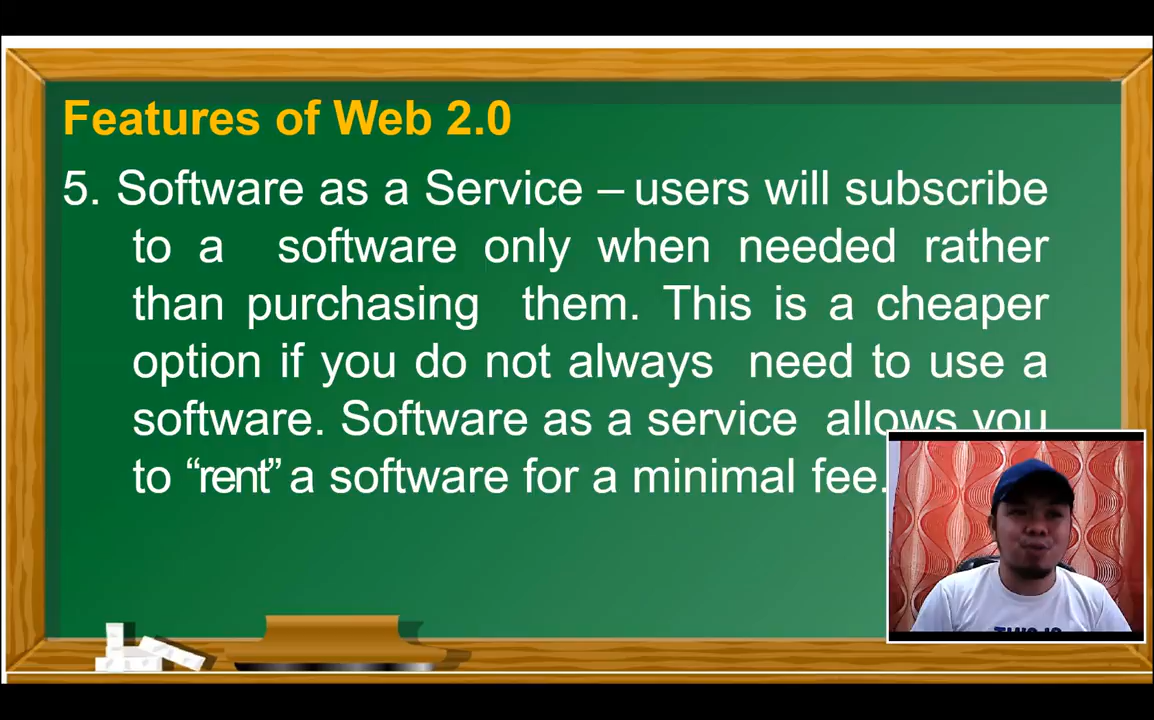 Features of Web 2.0
5. Software as a Service – users will subscribe
to a software only when needed rather
than purchasing them. This is a cheaper
option if you do not always need to use a
software. Software as a service allows you
to “rent” a software for a minimal fee.
THIS IS